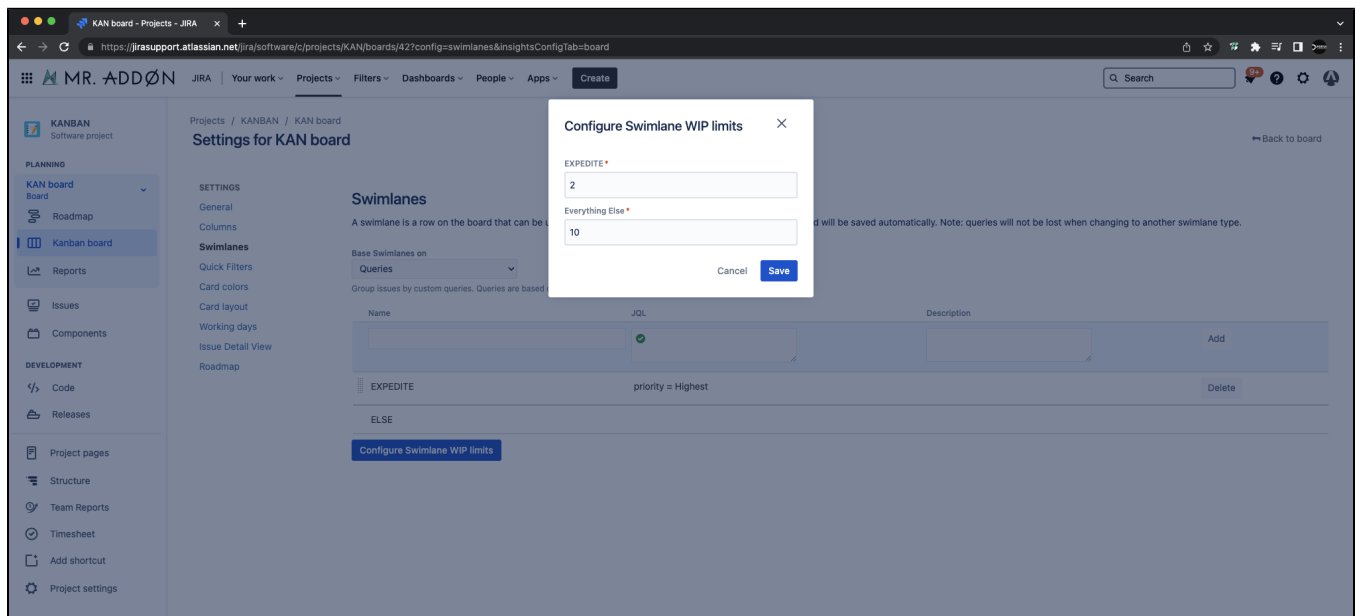 KAN board - Projects - JIRA
https://jirasupport.atlassian.net/jira/software/c/projects/KAN/boards/42?config=swimlanes&insightsConfigTab=board
MR. ADDØN JIRA Your work Projects Filters Dashboards People Apps Create Search 9+
KANBAN
Software project
PLANNING
KAN board
Board
Roadmap
Kanban board
Reports
Issues
Components
DEVELOPMENT
Code
Releases
Project pages
Structure
Team Reports
Timesheet
Add shortcut
Project settings
Projects / KANBAN / KAN board
Settings for KAN board
Back to board
SETTINGS
General
Columns
Swimlanes
Quick Filters
Card colors
Card layout
Working days
Issue Detail View
Roadmap
Swimlanes
A swimlane is a row on the board that can be d will be saved automatically. Note: queries will not be lost when changing to another swimlane type.
Base Swimlanes on
Queries
Group issues by custom queries. Queries are based
Name JQL Description
Add
EXPEDITE priority = Highest Delete
ELSE
Configure Swimlane WIP limits
Configure Swimlane WIP limits
EXPEDITE *
2
Everything Else *
10
Cancel Save